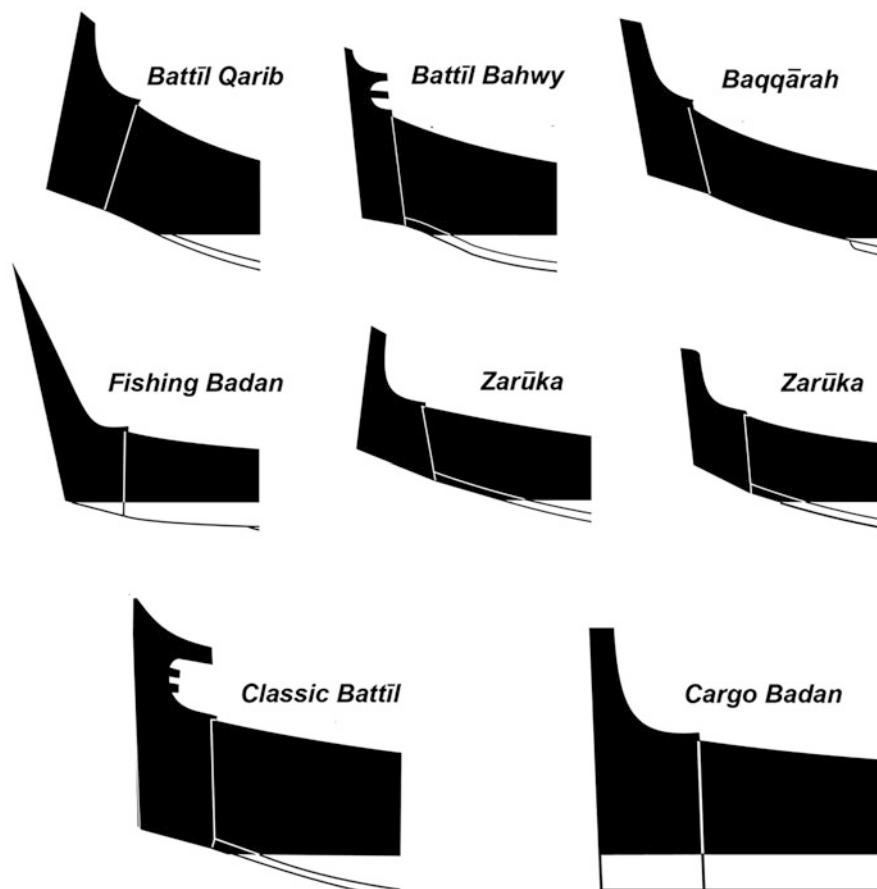 Battīl Qarib
Battīl Bahwy
Baqqārah
Fishing Badan
Zarūka
Zarūka
Classic Battīl
Cargo Badan